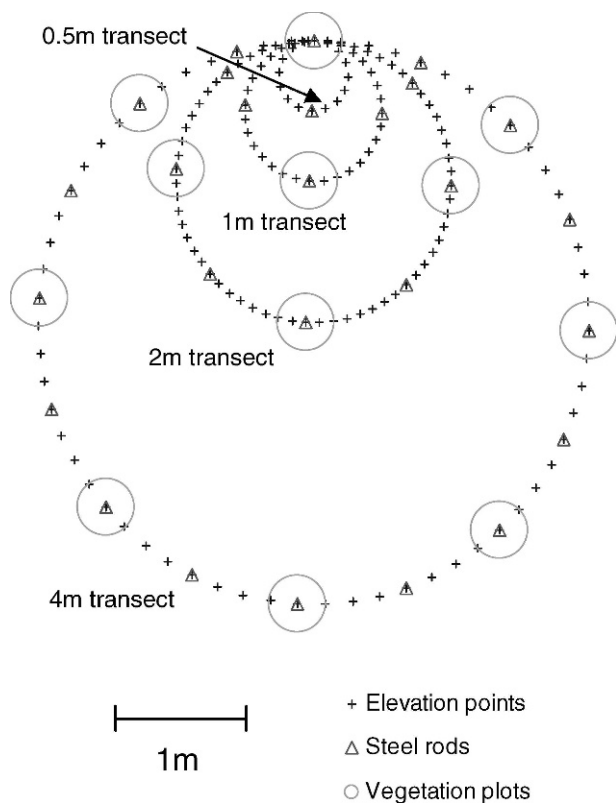 0.5m transect
1m transect
2m transect
4m transect
1m
Elevation points
Steel rods
Vegetation plots